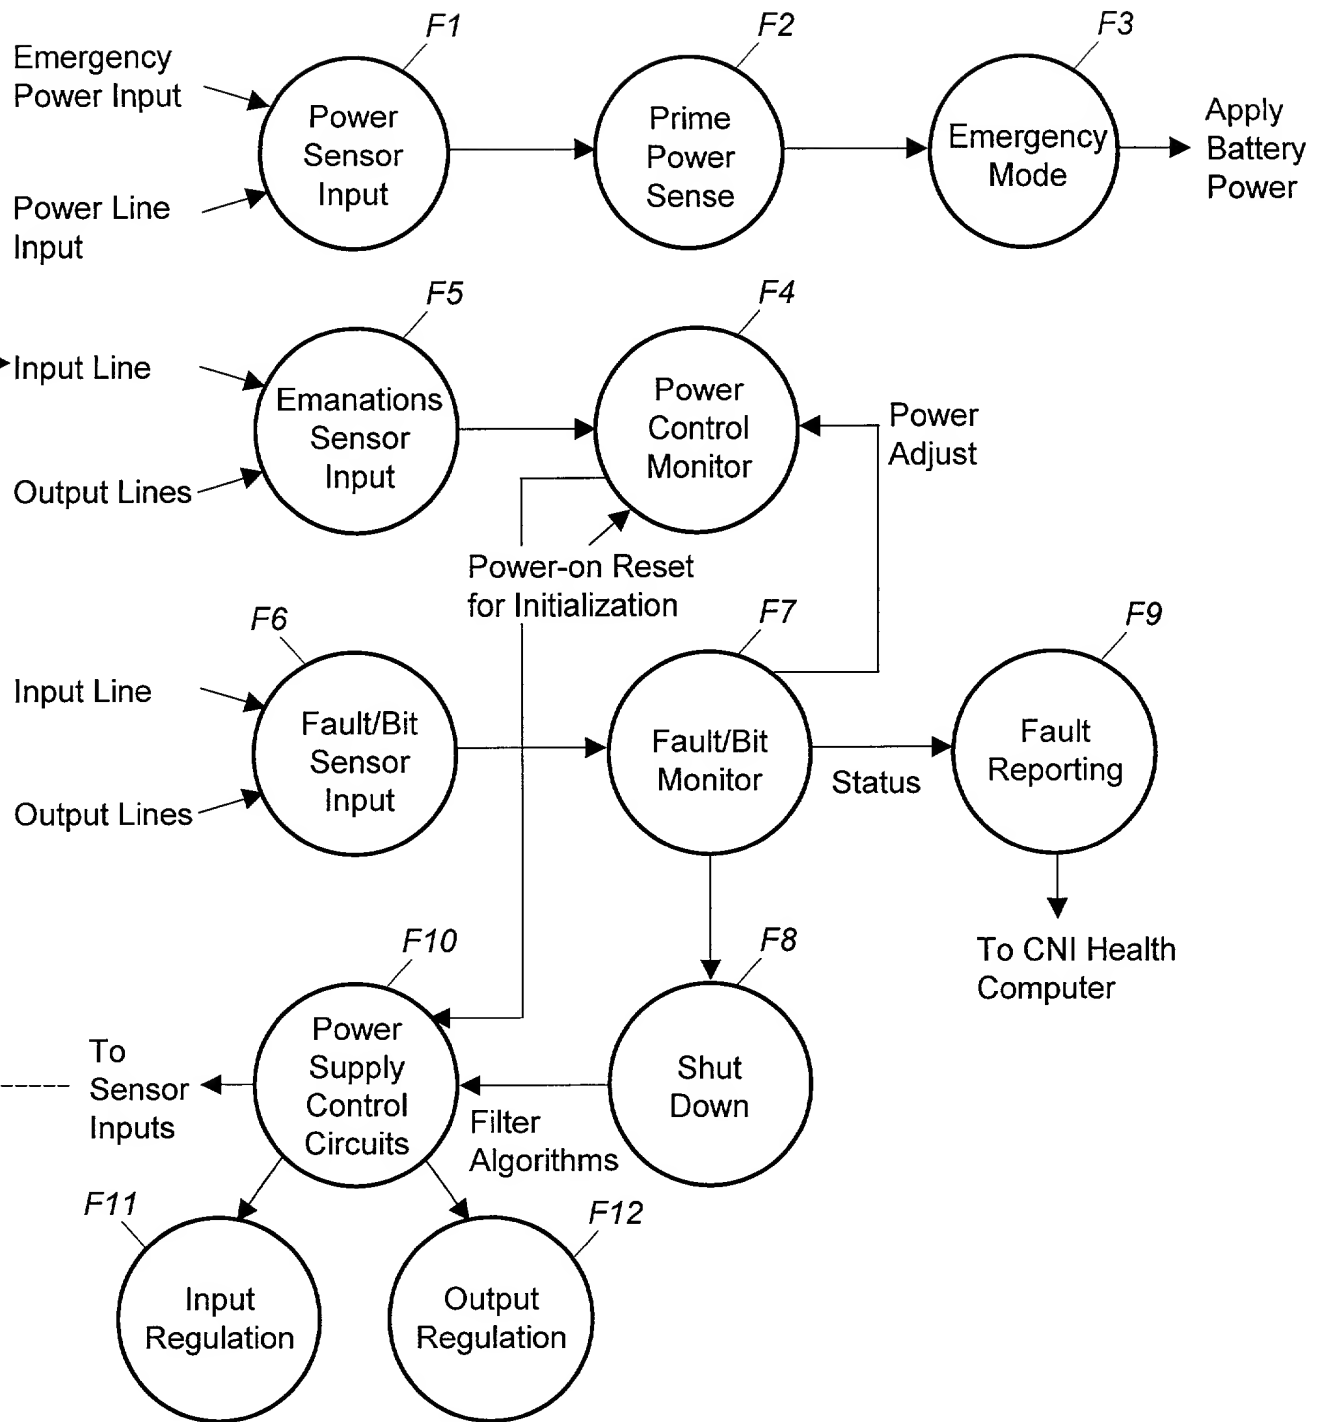 F1
F2
F3
Emergency
Power Input
Power Line
Input
Power
Sensor
Input
Prime
Power
Sense
Emergency
Mode
Apply
Battery
Power
F5
F4
Input Line
Output Lines
Emanations
Sensor
Input
Power
Control
Monitor
Power
Adjust
Power-on Reset
for Initialization
F6
F7
F9
Input Line
Output Lines
Fault/Bit
Sensor
Input
Fault/Bit
Monitor
Status
Fault
Reporting
To CNI Health
Computer
F10
F8
To
Sensor
Inputs
Power
Supply
Control
Circuits
Filter
Algorithms
Shut
Down
F11
F12
Input
Regulation
Output
Regulation